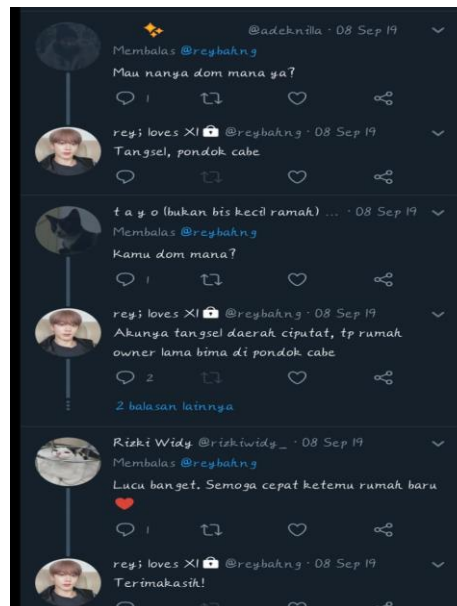 @adeknilla · 08 Sep 19
Membalas @reybahng
Mau nanya dom mana ya?
1
rey; loves X1 @reybahng · 08 Sep 19
Tangsel, pondok cabe
t a y o (bukan bis kecil ramah) ... · 08 Sep 19
Membalas @reybahng
Kamu dom mana?
1
rey; loves X1 @reybahng · 08 Sep 19
Akunya tangsel daerah ciputat, tp rumah
owner lama bima di pondok cabe
2
2 balasan lainnya
Rizki Widy @rizkiwidy_ · 08 Sep 19
Membalas @reybahng
Lucu banget. Semoga cepat ketemu rumah baru
❤️
1
rey; loves X1 @reybahng · 08 Sep 19
Terimakasih!